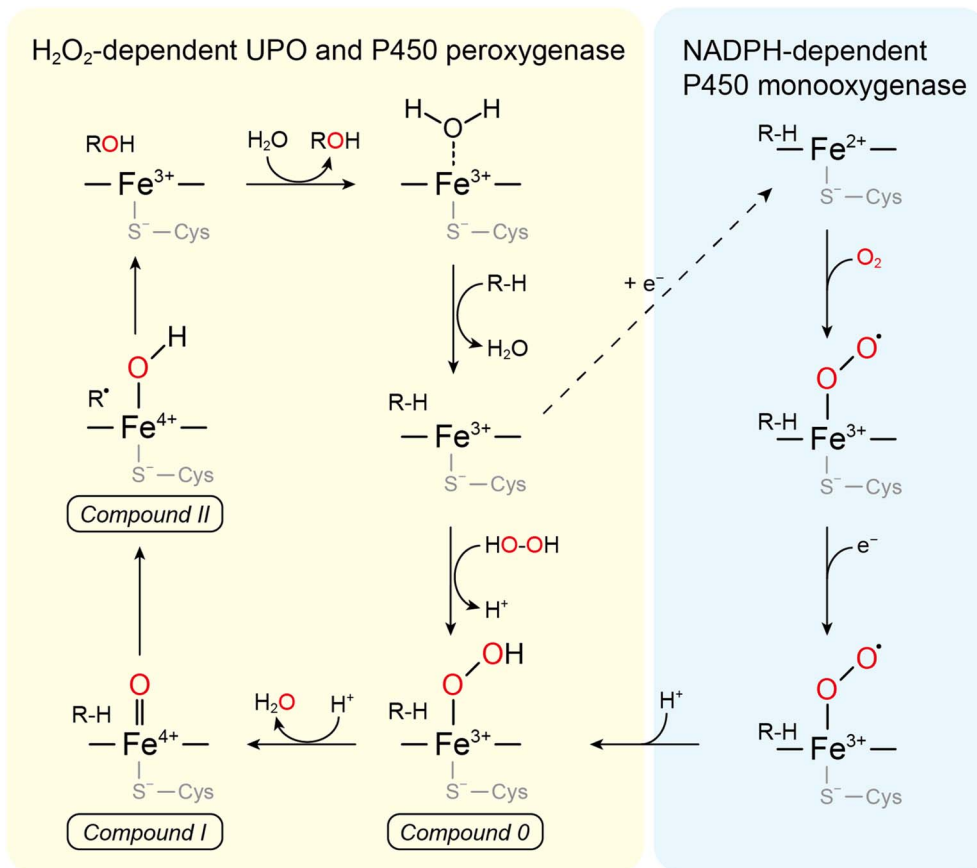 H₂O₂-dependent UPO and P450 peroxygenase
ROH
Fe³⁺
S⁻—Cys
H₂O
ROH
H
H
O
Fe³⁺
S⁻—Cys
R-H
H₂O
R-H
Fe³⁺
S⁻—Cys
HO-OH
H⁺
OH
O
R-H
Fe³⁺
S⁻—Cys
Compound 0
H⁺
H₂O
O
R-H
Fe⁴⁺
S⁻—Cys
Compound I
H
O
R•
Fe⁴⁺
S⁻—Cys
Compound II
+ e⁻
NADPH-dependent
P450 monooxygenase
R-H
Fe²⁺
S⁻—Cys
O₂
O•
O
R-H
Fe³⁺
S⁻—Cys
e⁻
O•
O
R-H
Fe³⁺
S⁻—Cys
H⁺